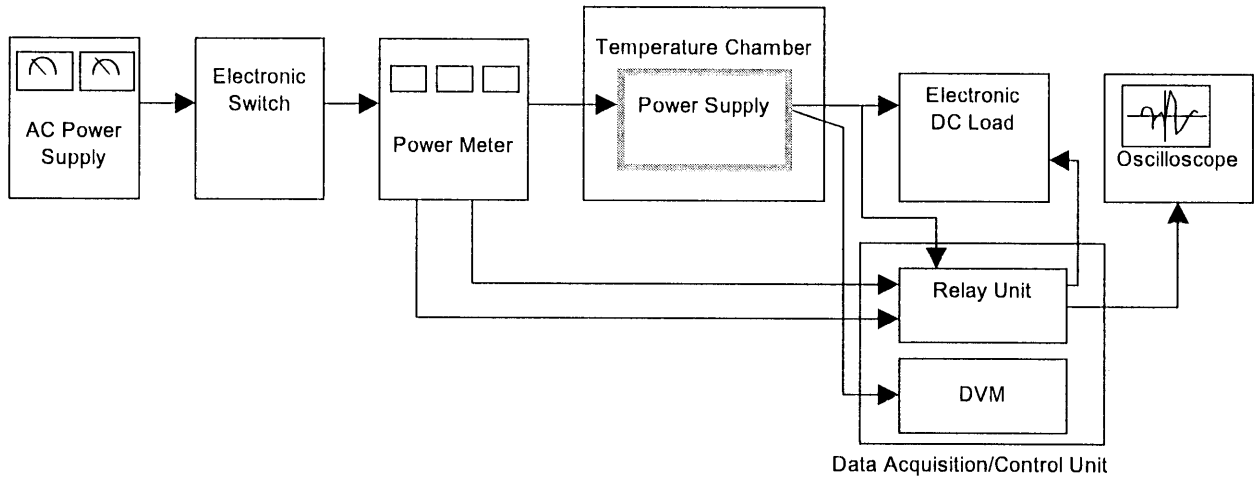 AC Power
Supply
Electronic
Switch
Power Meter
Temperature Chamber
Power Supply
Electronic
DC Load
Oscilloscope
Relay Unit
DVM
Data Acquisition/Control Unit